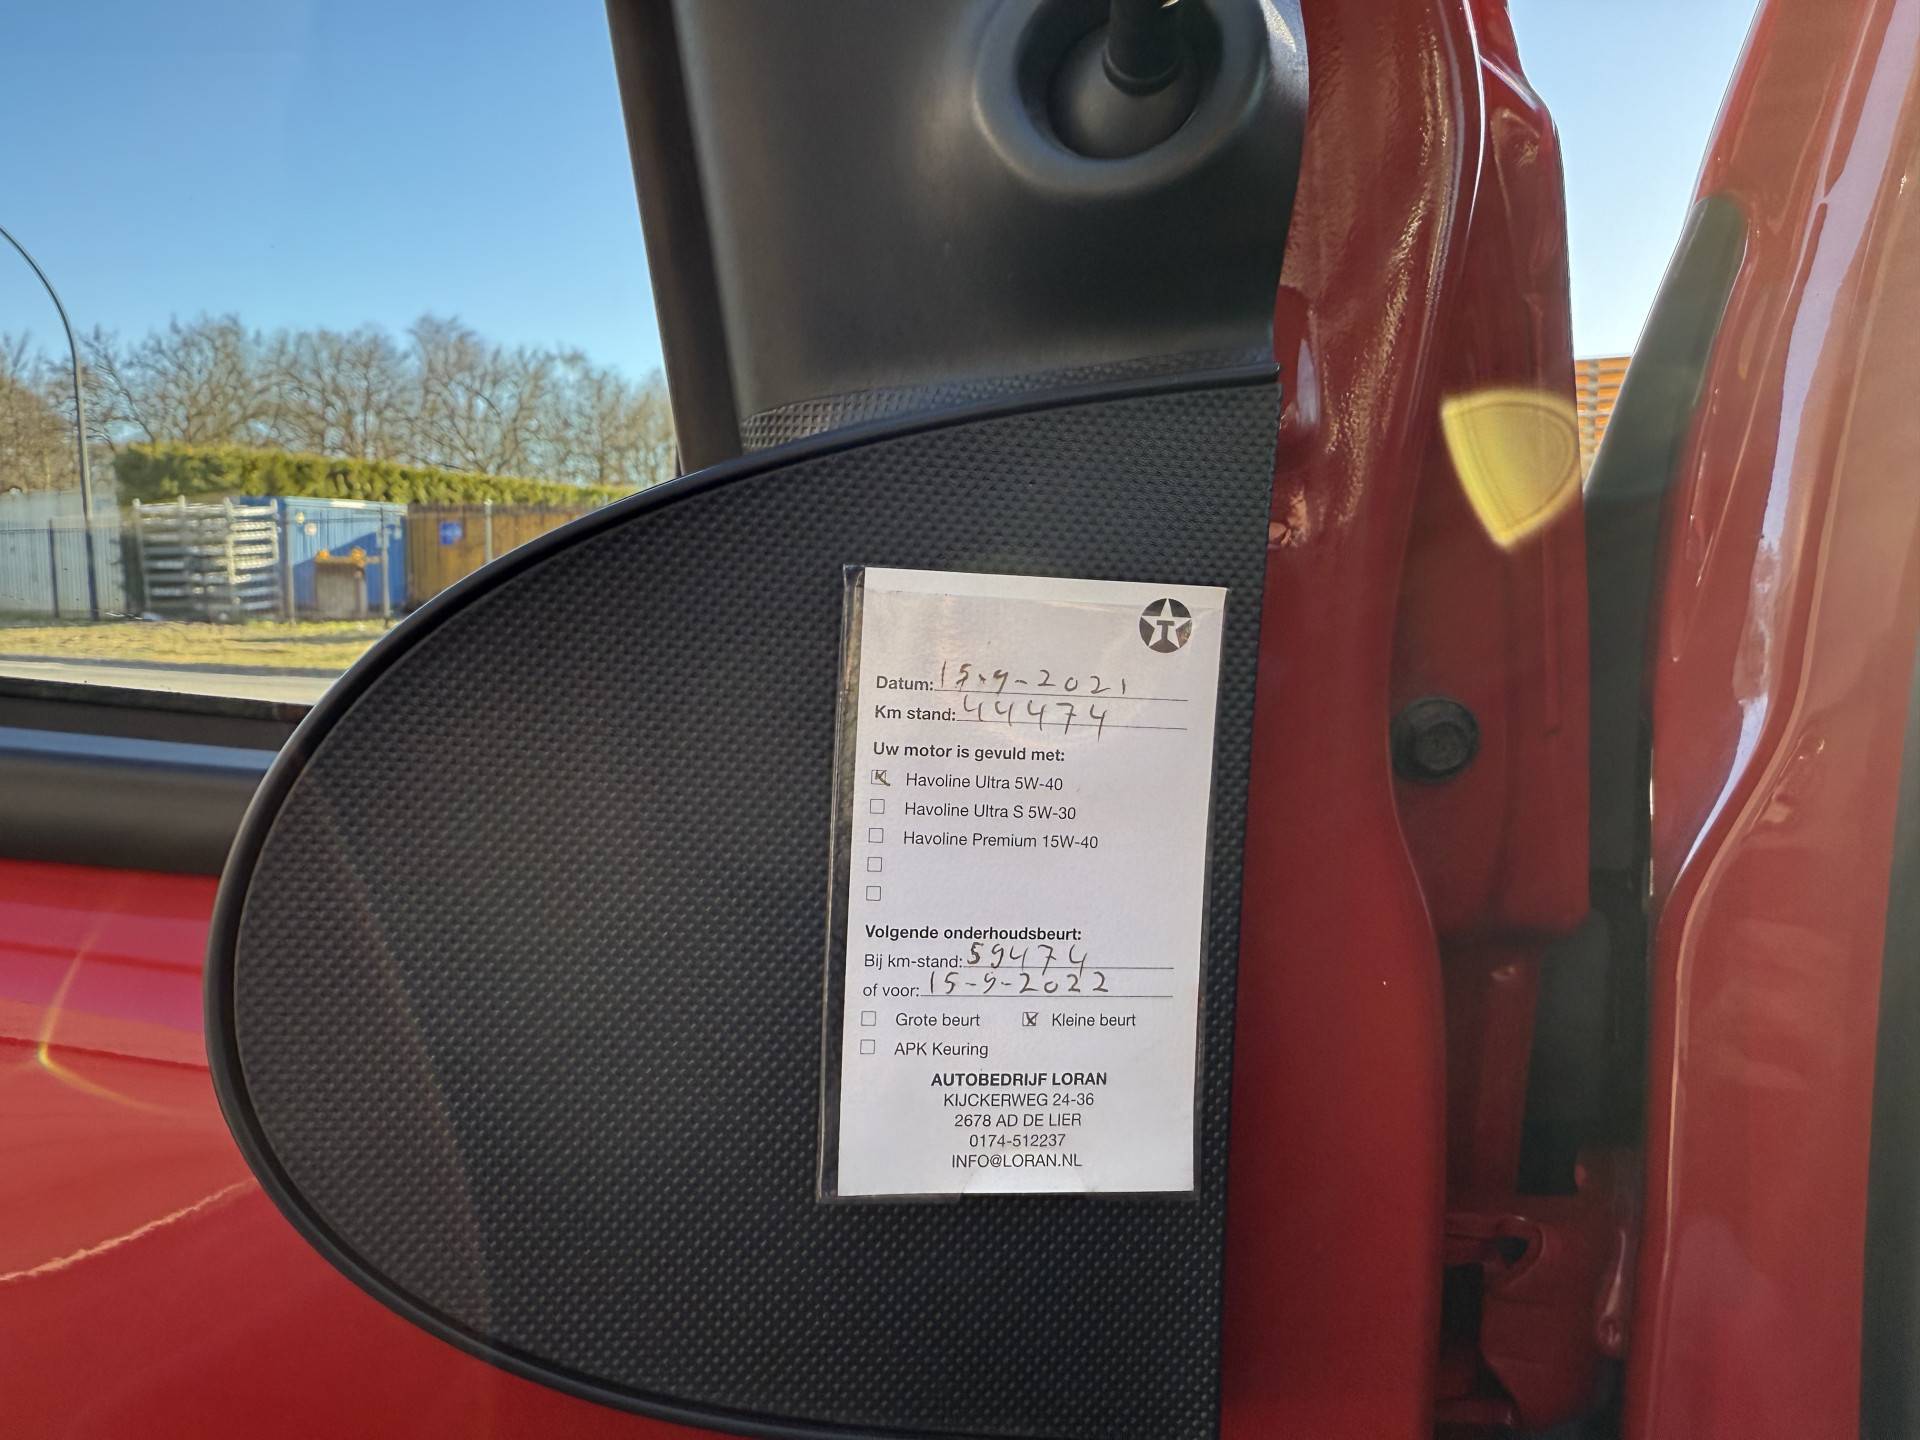 T
Datum: 15-9-2021
Km stand: 44474
Uw motor is gevuld met:
Havoline Ultra 5W-40
Havoline Ultra S 5W-30
Havoline Premium 15W-40
Volgende onderhoudsbeurt:
Bij km-stand: 59474
of voor: 15-9-2022
Grote beurt Kleine beurt
APK Keuring
AUTOBEDRIJF LORAN
KIJCKERWEG 24-36
2678 AD DE LIER
0174-512237
INFO@LORAN.NL